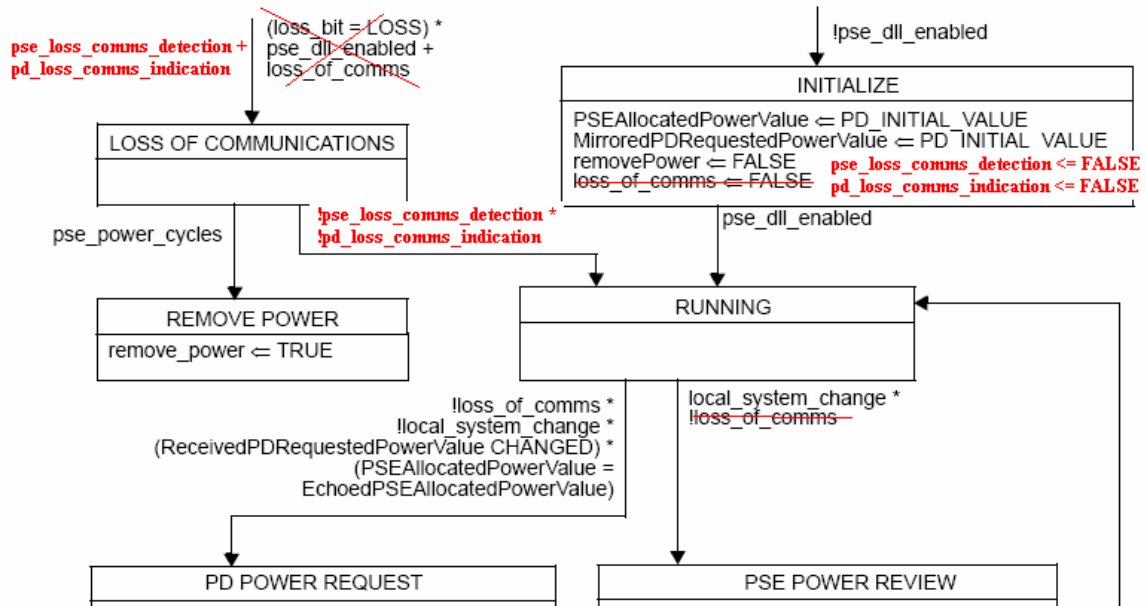 pse_loss_comms_detection +
pd_loss_comms_indication
(loss_bit = LOSS) *
pse_dll_enabled +
loss_of_comms
!pse_dll_enabled
LOSS OF COMMUNICATIONS
INITIALIZE
PSEAllocatedPowerValue ⇐ PD_INITIAL_VALUE
MirroredPDRequestedPowerValue ⇐ PD_INITIAL_VALUE
removePower ⇐ FALSE
loss_of_comms ⇐ FALSE
pse_loss_comms_detection <= FALSE
pd_loss_comms_indication <= FALSE
pse_power_cycles
!pse_loss_comms_detection *
!pd_loss_comms_indication
pse_dll_enabled
REMOVE POWER
remove_power ⇐ TRUE
RUNNING
!loss_of_comms *
!local_system_change *
(ReceivedPDRequestedPowerValue CHANGED) *
(PSEAllocatedPowerValue =
EchoedPSEAllocatedPowerValue)
local_system_change *
!loss_of_comms
PD POWER REQUEST
PSE POWER REVIEW